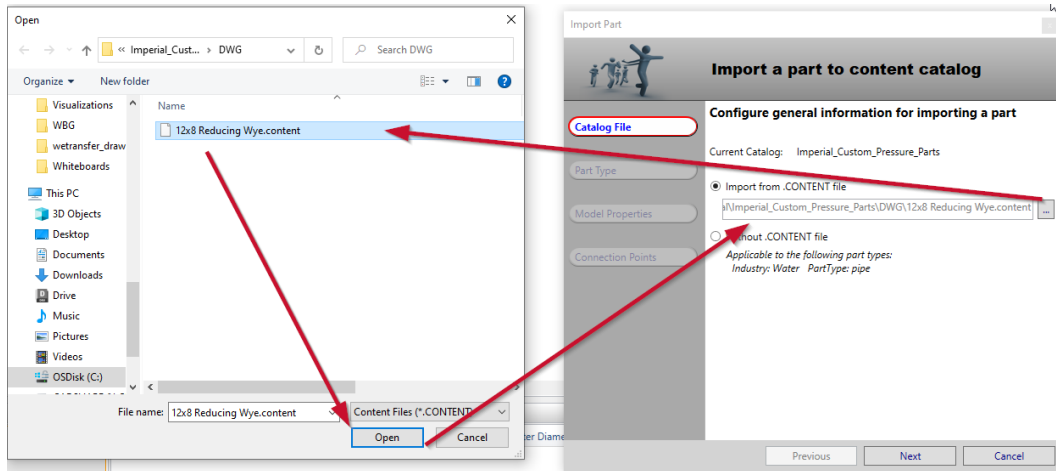 Open
« Imperial_Cust... › DWG
Search DWG
Organize
New folder
Visualizations
WBG
wetransfer_draw
Whiteboards
This PC
3D Objects
Desktop
Documents
Downloads
Drive
Music
Pictures
Videos
OSDisk (C:)
Name
12x8 Reducing Wye.content
File name: 12x8 Reducing Wye.content
Content Files (*.CONTENT)
Open
Cancel
Import Part
Import a part to content catalog
Catalog File
Part Type
Model Properties
Connection Points
Configure general information for importing a part
Current Catalog: Imperial_Custom_Pressure_Parts
Import from .CONTENT file
al\Imperial_Custom_Pressure_Parts\DWG\12x8 Reducing Wye.content
...
.CONTENT file
Applicable to the following part types:
Industry: Water PartType: pipe
Previous
Next
Cancel